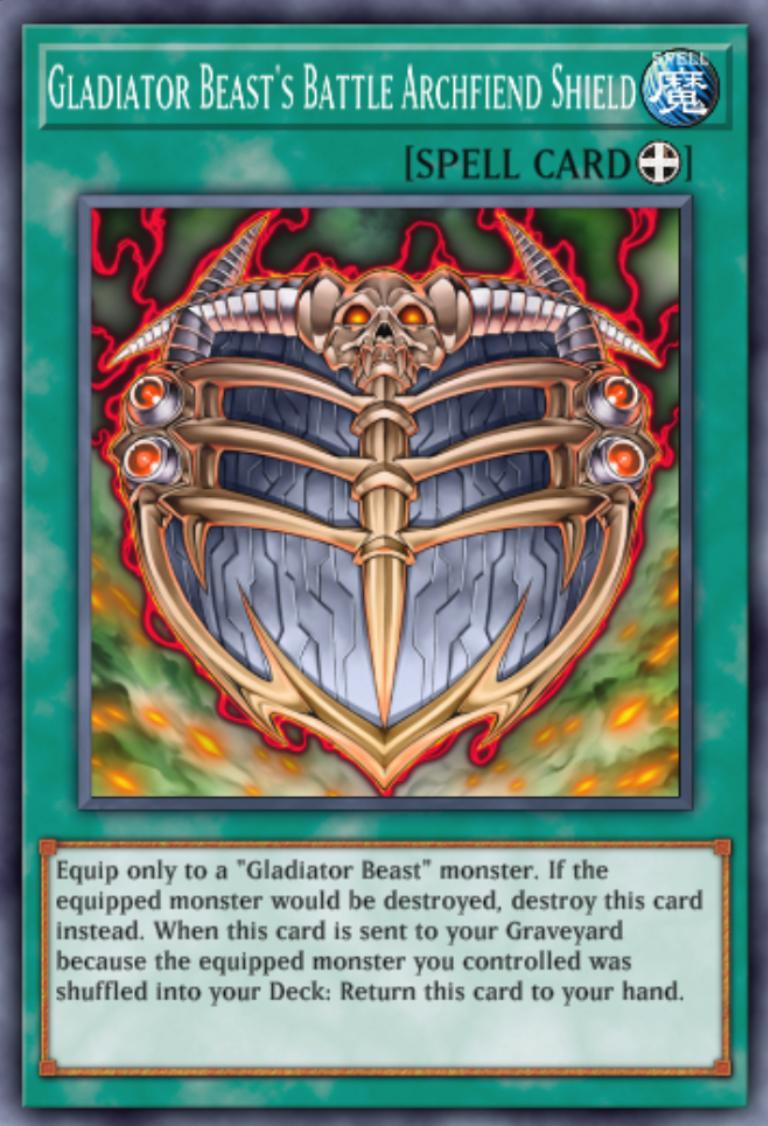 GLADIATOR BEAST'S BATTLE ARCHFIEND SHIELD
SPELL
魔
[SPELL CARD]
Equip only to a "Gladiator Beast" monster. If the
equipped monster would be destroyed, destroy this card
instead. When this card is sent to your Graveyard
because the equipped monster you controlled was
shuffled into your Deck: Return this card to your hand.